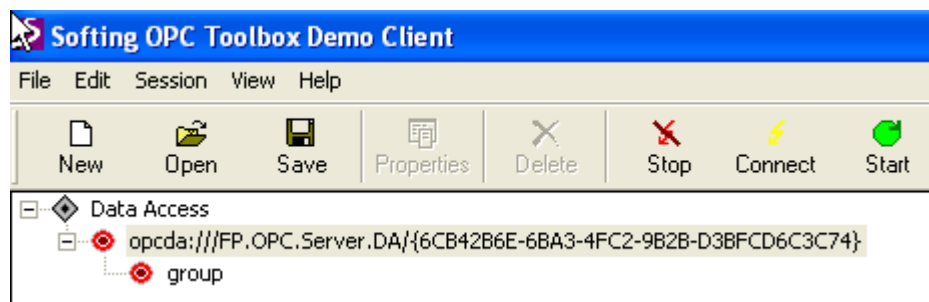 Softing OPC Toolbox Demo Client
File Edit Session View Help
New Open Save Properties Delete Stop Connect Start
Data Access
opcda:///FP.OPC.Server.DA/{6CB42B6E-6BA3-4FC2-9B2B-D3BFCD6C3C74}
group